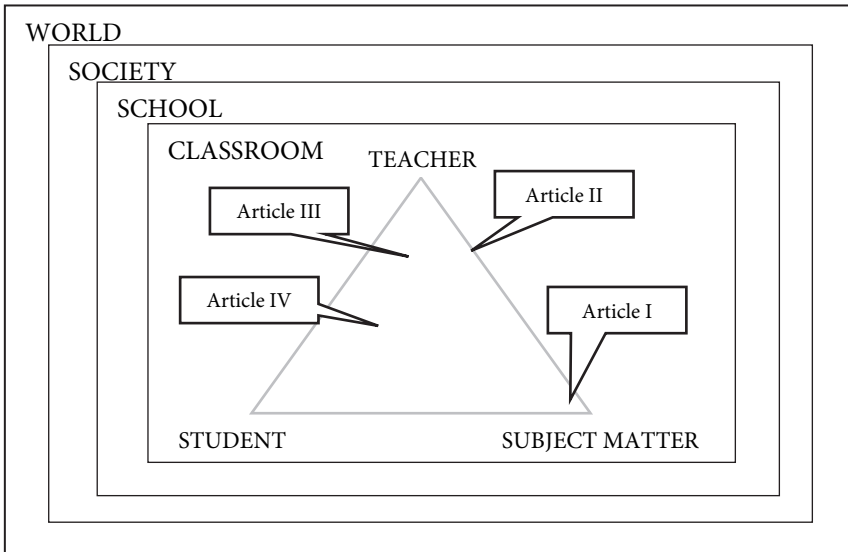 WORLD
SOCIETY
SCHOOL
CLASSROOM
TEACHER
Article III
Article II
Article IV
Article I
STUDENT
SUBJECT MATTER